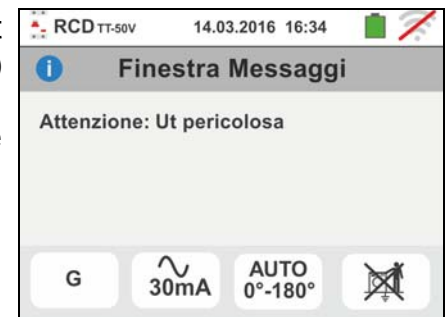 RCD TT-50V 14.03.2016 16:34
Finestra Messaggi
Attenzione: Ut pericolosa
G
30mA
AUTO
0°-180°